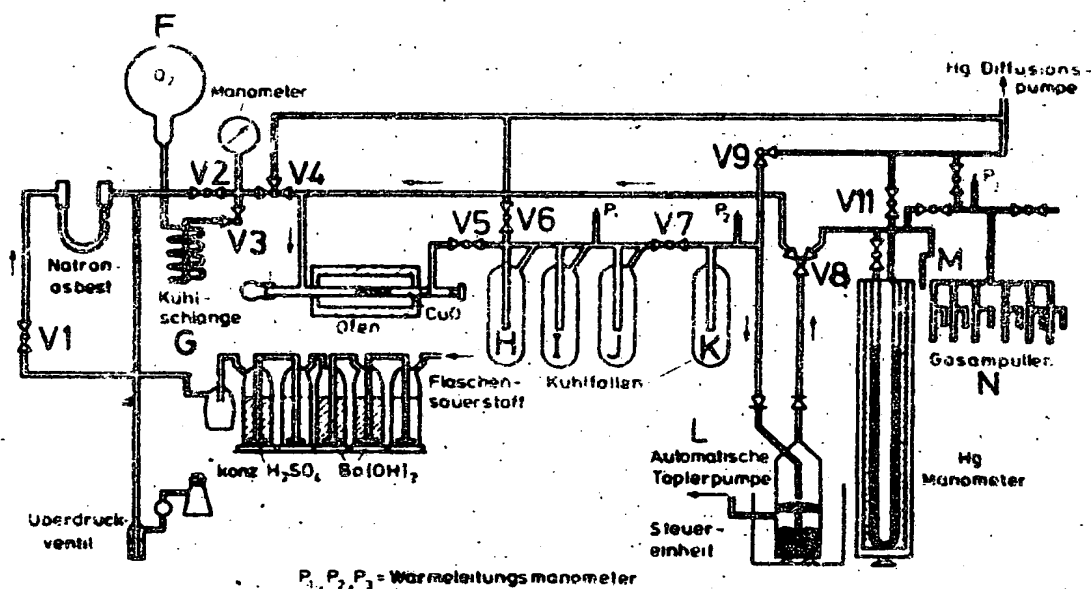 F
O₂
Manometer
Hg Diffusions-
pumpe
V2
V4
V9
V3
V5
V6
P₁
V7
P₂
V11
V8
M
Natron
asbest
Kühl-
schlange
G
V1
Ofen
CuO
H
I
J
K
Kühlfallen
Flaschen-
sauerstoff
Gasampullen
N
L
Automatische
Töplerpumpe
Hg
Manometer
Steuer-
einheit
konz H₂SO₄
Ba(OH)₂
Überdruck-
ventil
P₁, P₂, P₃ = Wärmeleitungsmanometer